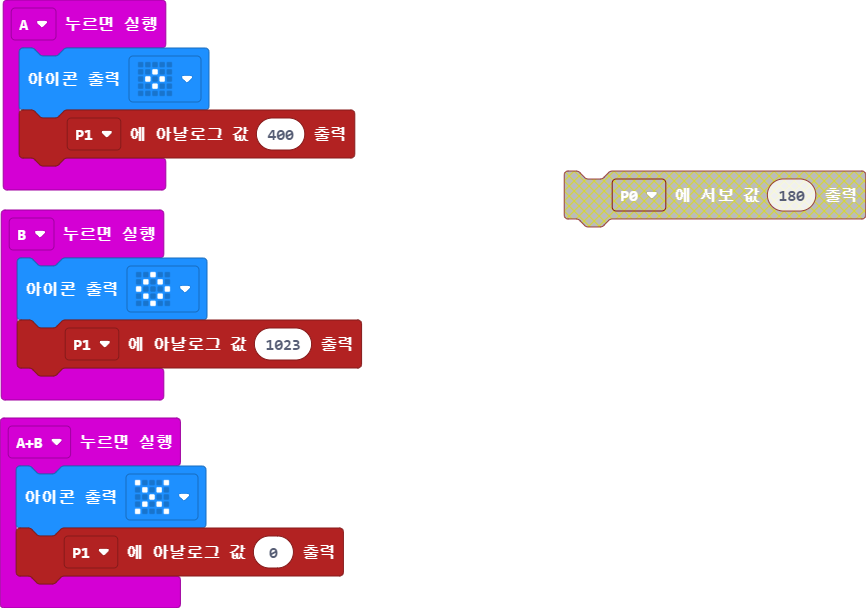 A 누르면 실행
아이콘 출력
P1 에 아날로그 값 400 출력
P0 에 서보 값 180 출력
B 누르면 실행
아이콘 출력
P1 에 아날로그 값 1023 출력
A+B 누르면 실행
아이콘 출력
P1 에 아날로그 값 0 출력